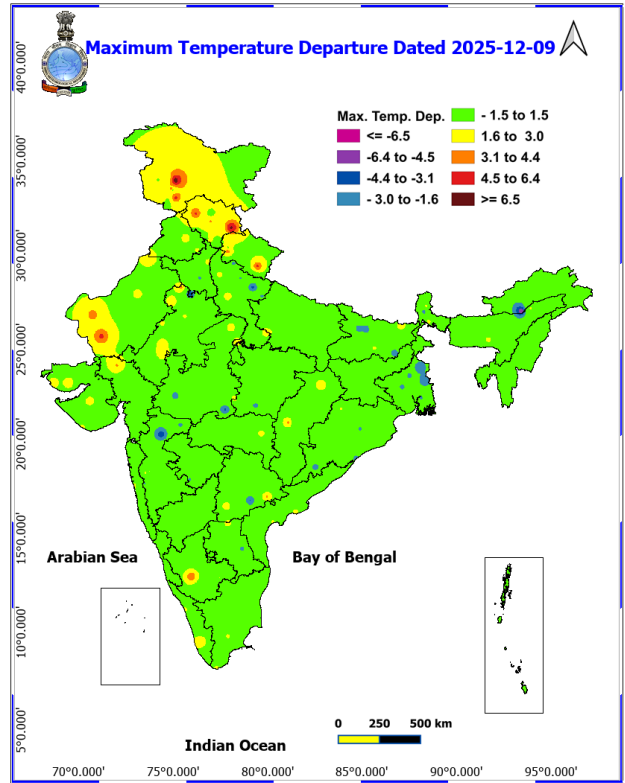 Maximum Temperature Departure Dated 2025-12-09
Max. Temp. Dep.
<= -6.5
-6.4 to -4.5
-4.4 to -3.1
- 3.0 to -1.6
- 1.5 to 1.5
1.6 to 3.0
3.1 to 4.4
4.5 to 6.4
>= 6.5
40°0.000'
35°0.000'
30°0.000'
25°0.000'
20°0.000'
15°0.000'
10°0.000'
5°0.000'
Arabian Sea
Bay of Bengal
Indian Ocean
0 250 500 km
70°0.000' 75°0.000' 80°0.000' 85°0.000' 90°0.000' 95°0.000'